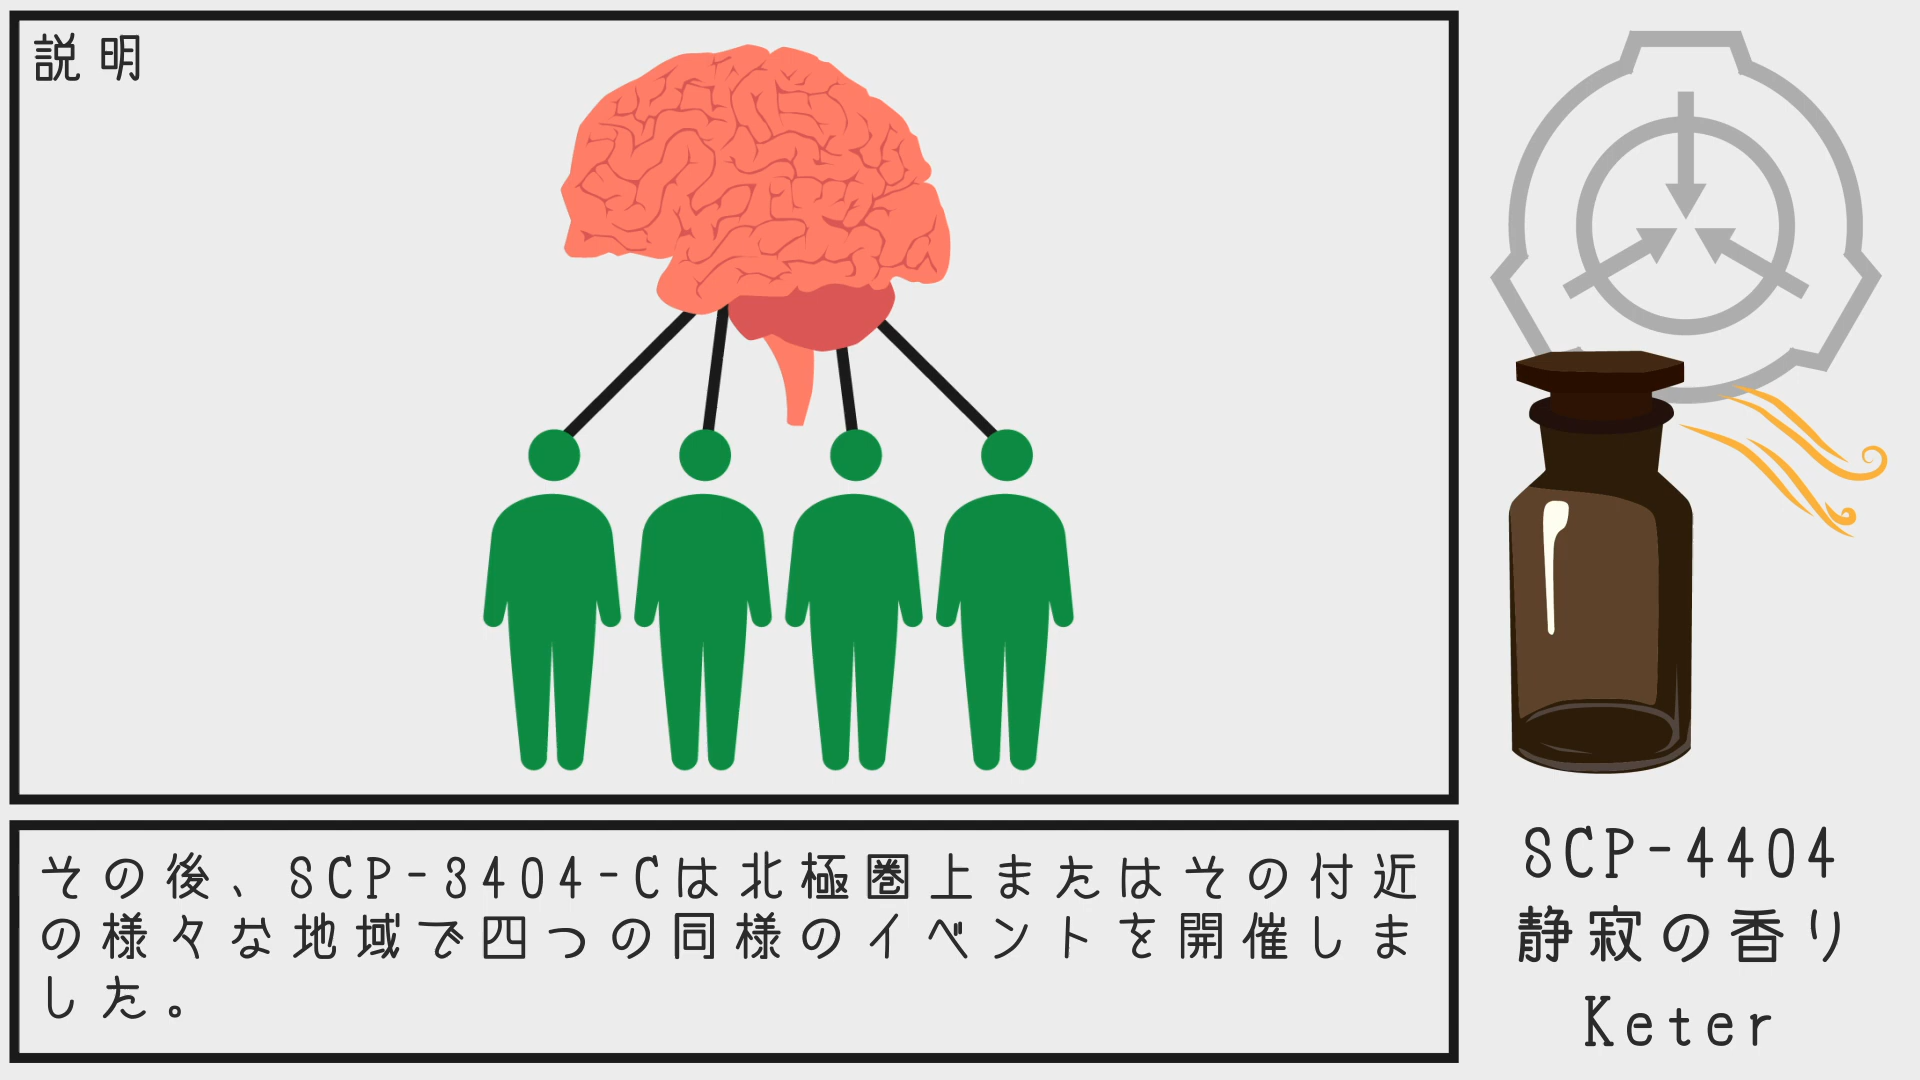 説明
その後、SCP-3404-Cは北極圏上またはその付近
の様々な地域で四つの同様のイベントを開催しま
した。
SCP-4404
静寂の香り
Keter